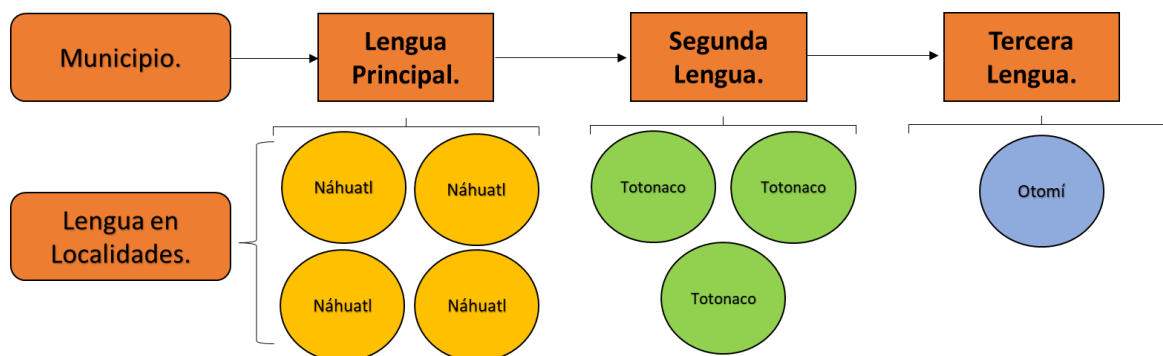 Municipio.
Lengua
Principal.
Segunda
Lengua.
Tercera
Lengua.
Lengua en
Localidades.
Náhuatl
Náhuatl
Náhuatl
Náhuatl
Totonaco
Totonaco
Totonaco
Otomí